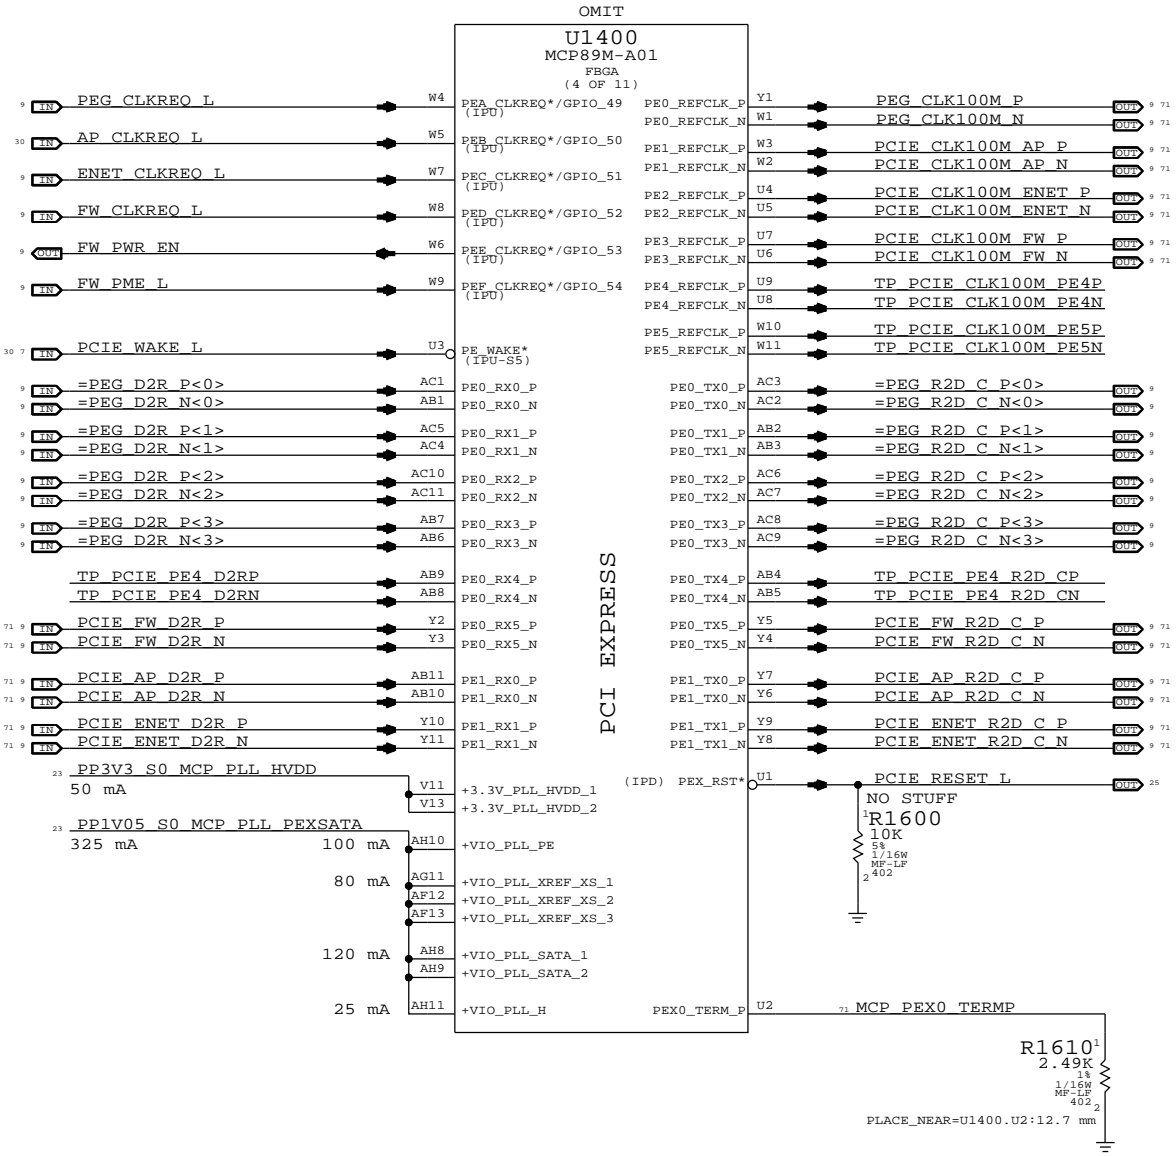 OMIT
U1400
MCP89M-A01
FBGA
(4 OF 11)
9 IN PEG_CLKREQ_L W4 PEA_CLKREQ*/GPIO_49
(IPU)
30 IN AP_CLKREQ_L W5 PEB_CLKREQ*/GPIO_50
(IPU)
9 IN ENET_CLKREQ_L W7 PEC_CLKREQ*/GPIO_51
(IPU)
9 IN FW_CLKREQ_L W8 PED_CLKREQ*/GPIO_52
(IPU)
9 OUT FW_PWR_EN W6 PEE_CLKREQ*/GPIO_53
(IPU)
9 IN FW_PME_L W9 PEF_CLKREQ*/GPIO_54
(IPU)
30 7 IN PCIE_WAKE_L U3 PE_WAKE*
(IPU-S5)
9 IN =PEG_D2R_P<0> AC1 PE0_RX0_P
9 IN =PEG_D2R_N<0> AB1 PE0_RX0_N
9 IN =PEG_D2R_P<1> AC5 PE0_RX1_P
9 IN =PEG_D2R_N<1> AC4 PE0_RX1_N
9 IN =PEG_D2R_P<2> AC10 PE0_RX2_P
9 IN =PEG_D2R_N<2> AC11 PE0_RX2_N
9 IN =PEG_D2R_P<3> AB7 PE0_RX3_P
9 IN =PEG_D2R_N<3> AB6 PE0_RX3_N
TP_PCIE_PE4_D2RP AB9 PE0_RX4_P
TP_PCIE_PE4_D2RN AB8 PE0_RX4_N
71 9 IN PCIE_FW_D2R_P Y2 PE0_RX5_P
71 9 IN PCIE_FW_D2R_N Y3 PE0_RX5_N
71 9 IN PCIE_AP_D2R_P AB11 PE1_RX0_P
71 9 IN PCIE_AP_D2R_N AB10 PE1_RX0_N
71 9 IN PCIE_ENET_D2R_P Y10 PE1_RX1_P
71 9 IN PCIE_ENET_D2R_N Y11 PE1_RX1_N
23 PP3V3_S0_MCP_PLL_HVDD
50 mA V11 +3.3V_PLL_HVDD_1
V13 +3.3V_PLL_HVDD_2
23 PP1V05_S0_MCP_PLL_PEXSATA
325 mA
100 mA AH10 +VIO_PLL_PE
80 mA AG11 +VIO_PLL_XREF_XS_1
AF12 +VIO_PLL_XREF_XS_2
AF13 +VIO_PLL_XREF_XS_3
120 mA AH8 +VIO_PLL_SATA_1
AH9 +VIO_PLL_SATA_2
25 mA AH11 +VIO_PLL_H
PCI EXPRESS
PE0_REFCLK_P Y1 PEG_CLK100M_P OUT 9 71
PE0_REFCLK_N W1 PEG_CLK100M_N OUT 9 71
PE1_REFCLK_P W3 PCIE_CLK100M_AP_P OUT 9 71
PE1_REFCLK_N W2 PCIE_CLK100M_AP_N OUT 9 71
PE2_REFCLK_P U4 PCIE_CLK100M_ENET_P OUT 9 71
PE2_REFCLK_N U5 PCIE_CLK100M_ENET_N OUT 9 71
PE3_REFCLK_P U7 PCIE_CLK100M_FW_P OUT 9 71
PE3_REFCLK_N U6 PCIE_CLK100M_FW_N OUT 9 71
PE4_REFCLK_P U9 TP_PCIE_CLK100M_PE4P
PE4_REFCLK_N U8 TP_PCIE_CLK100M_PE4N
PE5_REFCLK_P W10 TP_PCIE_CLK100M_PE5P
PE5_REFCLK_N W11 TP_PCIE_CLK100M_PE5N
PE0_TX0_P AC3 =PEG_R2D_C_P<0> OUT 9
PE0_TX0_N AC2 =PEG_R2D_C_N<0> OUT 9
PE0_TX1_P AB2 =PEG_R2D_C_P<1> OUT 9
PE0_TX1_N AB3 =PEG_R2D_C_N<1> OUT 9
PE0_TX2_P AC6 =PEG_R2D_C_P<2> OUT 9
PE0_TX2_N AC7 =PEG_R2D_C_N<2> OUT 9
PE0_TX3_P AC8 =PEG_R2D_C_P<3> OUT 9
PE0_TX3_N AC9 =PEG_R2D_C_N<3> OUT 9
PE0_TX4_P AB4 TP_PCIE_PE4_R2D_CP
PE0_TX4_N AB5 TP_PCIE_PE4_R2D_CN
PE0_TX5_P Y5 PCIE_FW_R2D_C_P OUT 9 71
PE0_TX5_N Y4 PCIE_FW_R2D_C_N OUT 9 71
PE1_TX0_P Y7 PCIE_AP_R2D_C_P OUT 9 71
PE1_TX0_N Y6 PCIE_AP_R2D_C_N OUT 9 71
PE1_TX1_P Y9 PCIE_ENET_R2D_C_P OUT 9 71
PE1_TX1_N Y8 PCIE_ENET_R2D_C_N OUT 9 71
(IPD) PEX_RST* U1 PCIE_RESET_L OUT 25
NO STUFF
1 R1600
10K
5%
1/16W
MF-LF
2 402
PEX0_TERM_P U2 71 MCP_PEX0_TERMP
R1610 1
2.49K
1%
1/16W
MF-LF
402 2
PLACE_NEAR=U1400.U2:12.7 mm